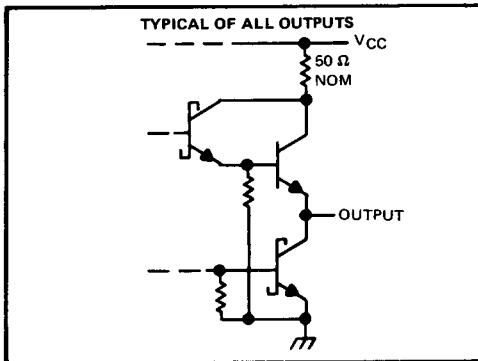 TYPICAL OF ALL OUTPUTS
VCC
50 Ω
NOM
OUTPUT